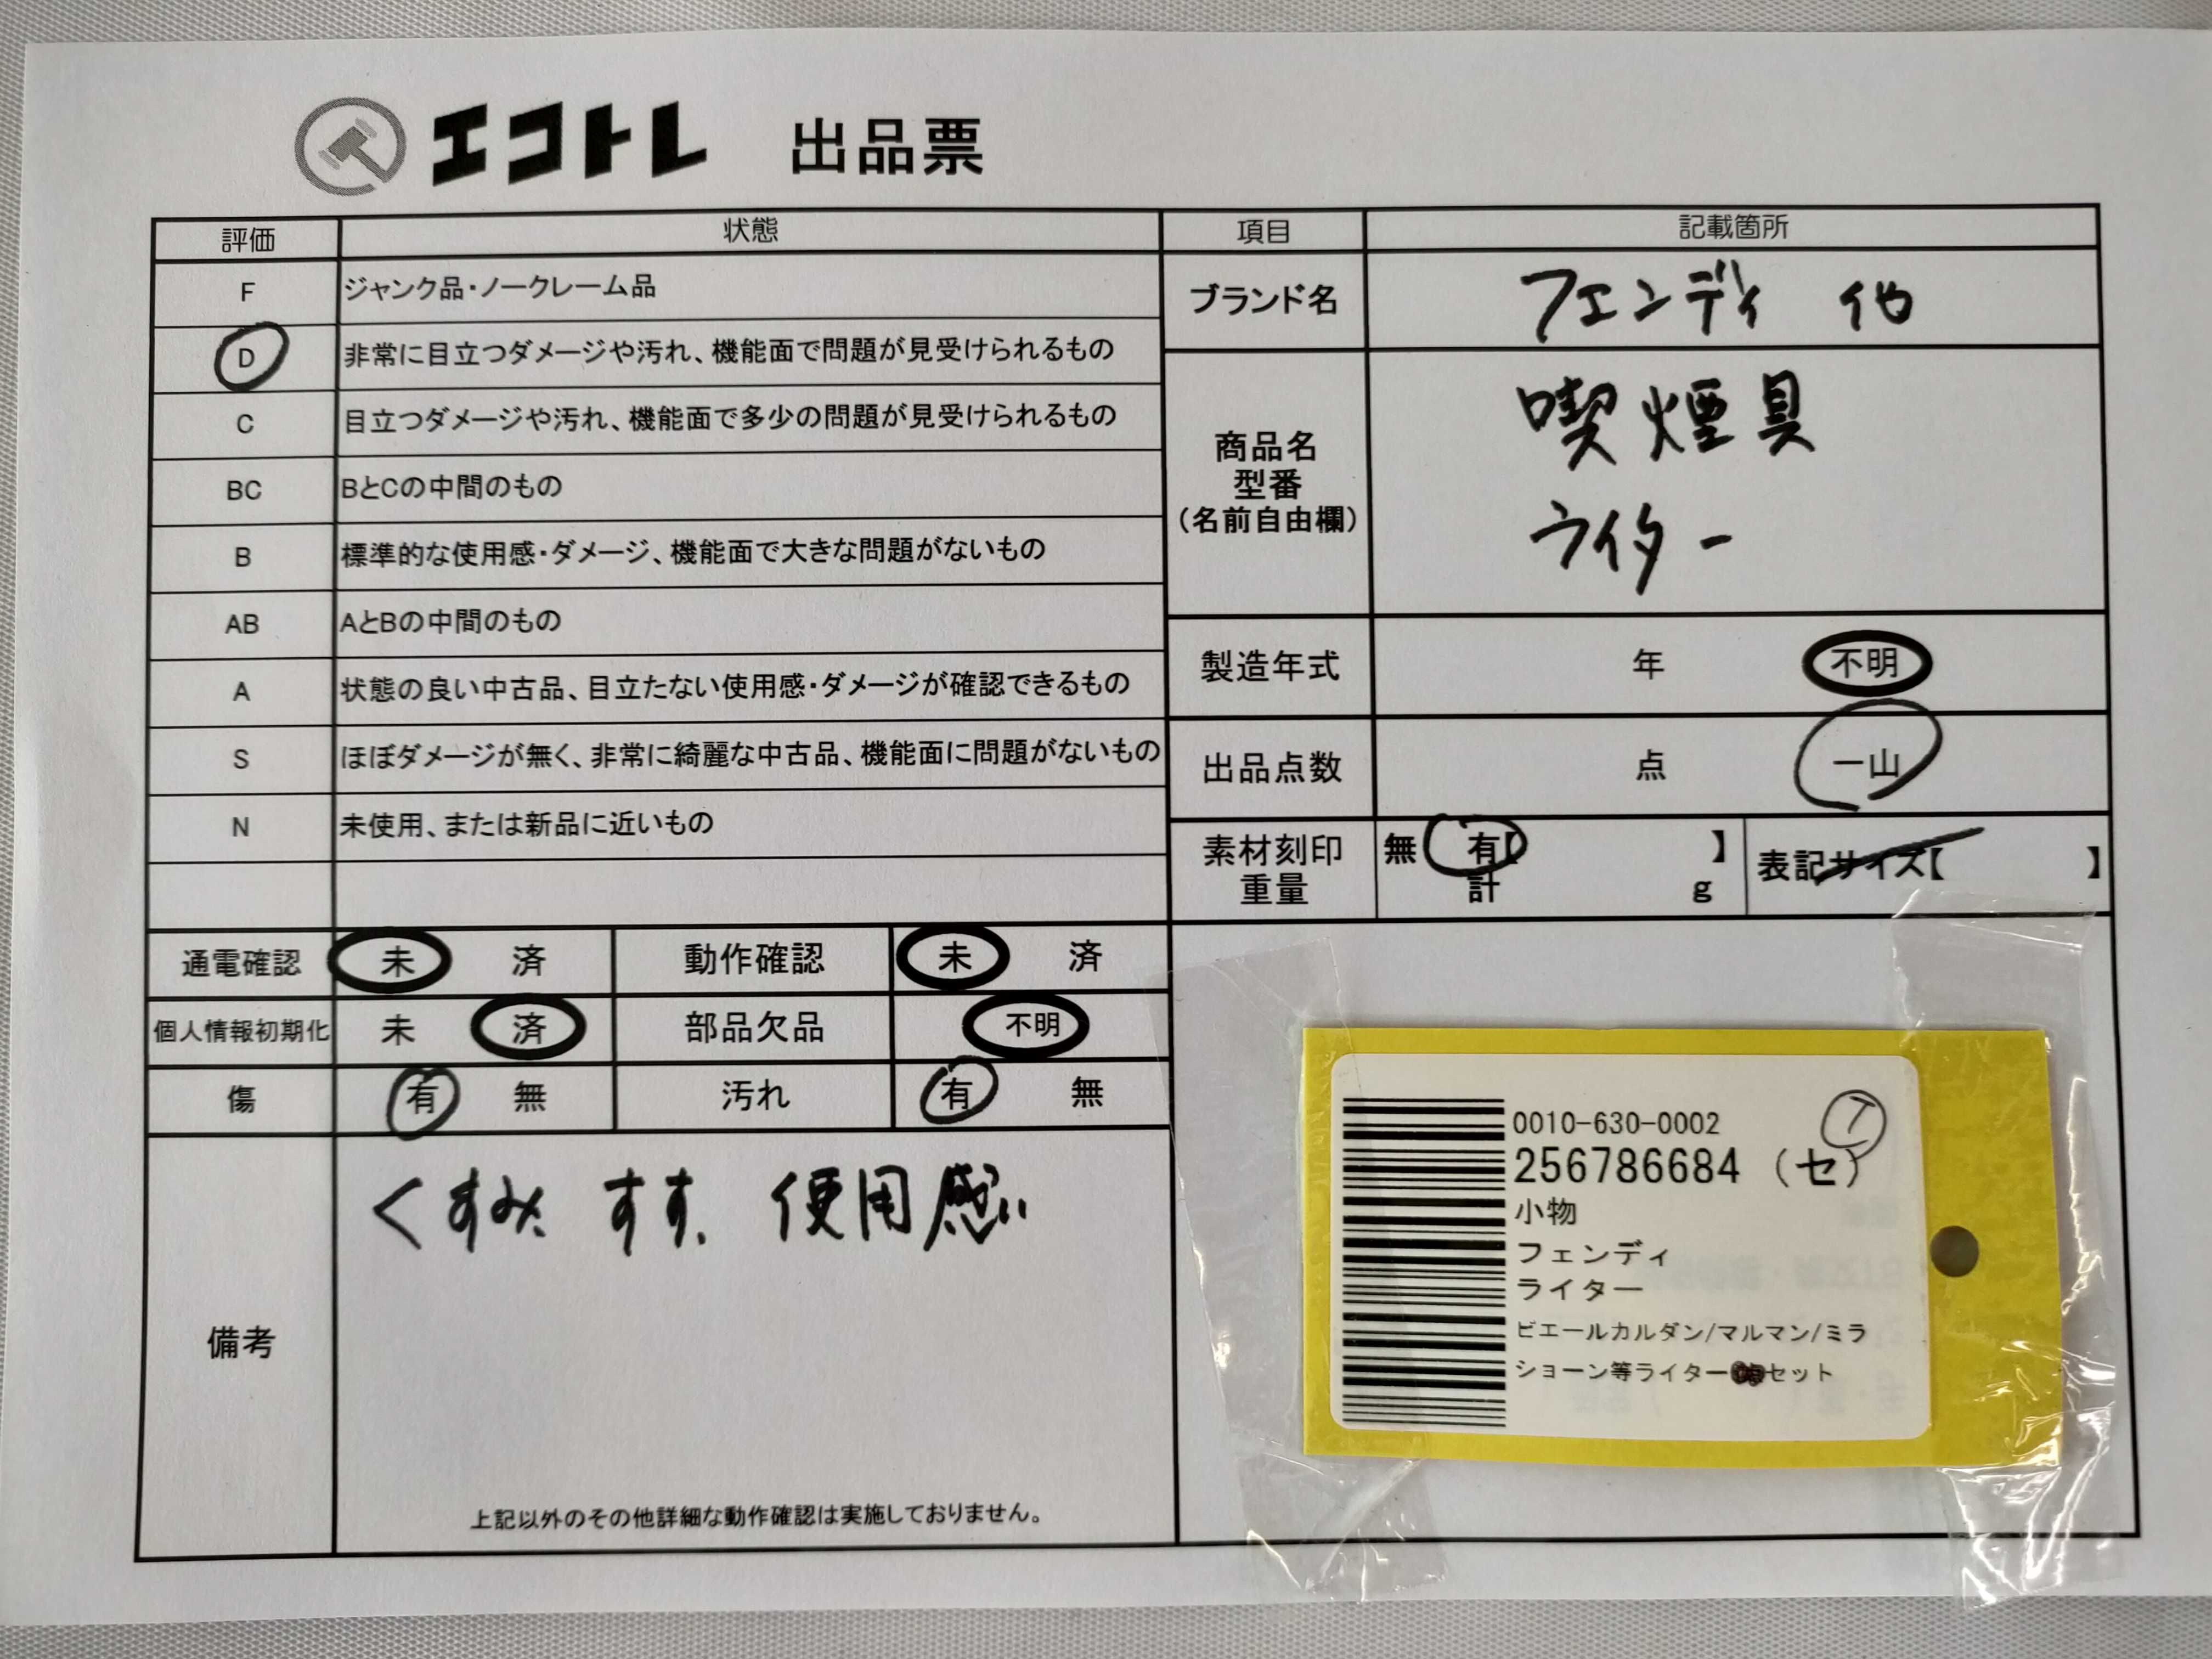 エコトレ 出品票
評価 状態 項目 記載箇所
F ジャンク品・ノークレーム品
D 非常に目立つダメージや汚れ、機能面で問題が見受けられるもの
C 目立つダメージや汚れ、機能面で多少の問題が見受けられるもの
BC BとCの中間のもの
B 標準的な使用感・ダメージ、機能面で大きな問題がないもの
AB AとBの中間のもの
A 状態の良い中古品、目立たない使用感・ダメージが確認できるもの
S ほぼダメージが無く、非常に綺麗な中古品、機能面に問題がないもの
N 未使用、または新品に近いもの
ブランド名 フェンディ 他
商品名
型番
(名前自由欄)
喫煙具
ライター
製造年式 年 不明
出品点数 点 一山
素材刻印
重量
無 有【 】
計 g
表記サイズ【 】
通電確認 未 済 動作確認 未 済
個人情報初期化 未 済 部品欠品 不明
傷 有 無 汚れ 有 無
備考
くすみ、すす、使用感
上記以外のその他詳細な動作確認は実施しておりません。
0010-630-0002
256786684 (セ)
小物
フェンディ
ライター
ピエールカルダン/マルマン/ミラ
ショーン等ライター セット